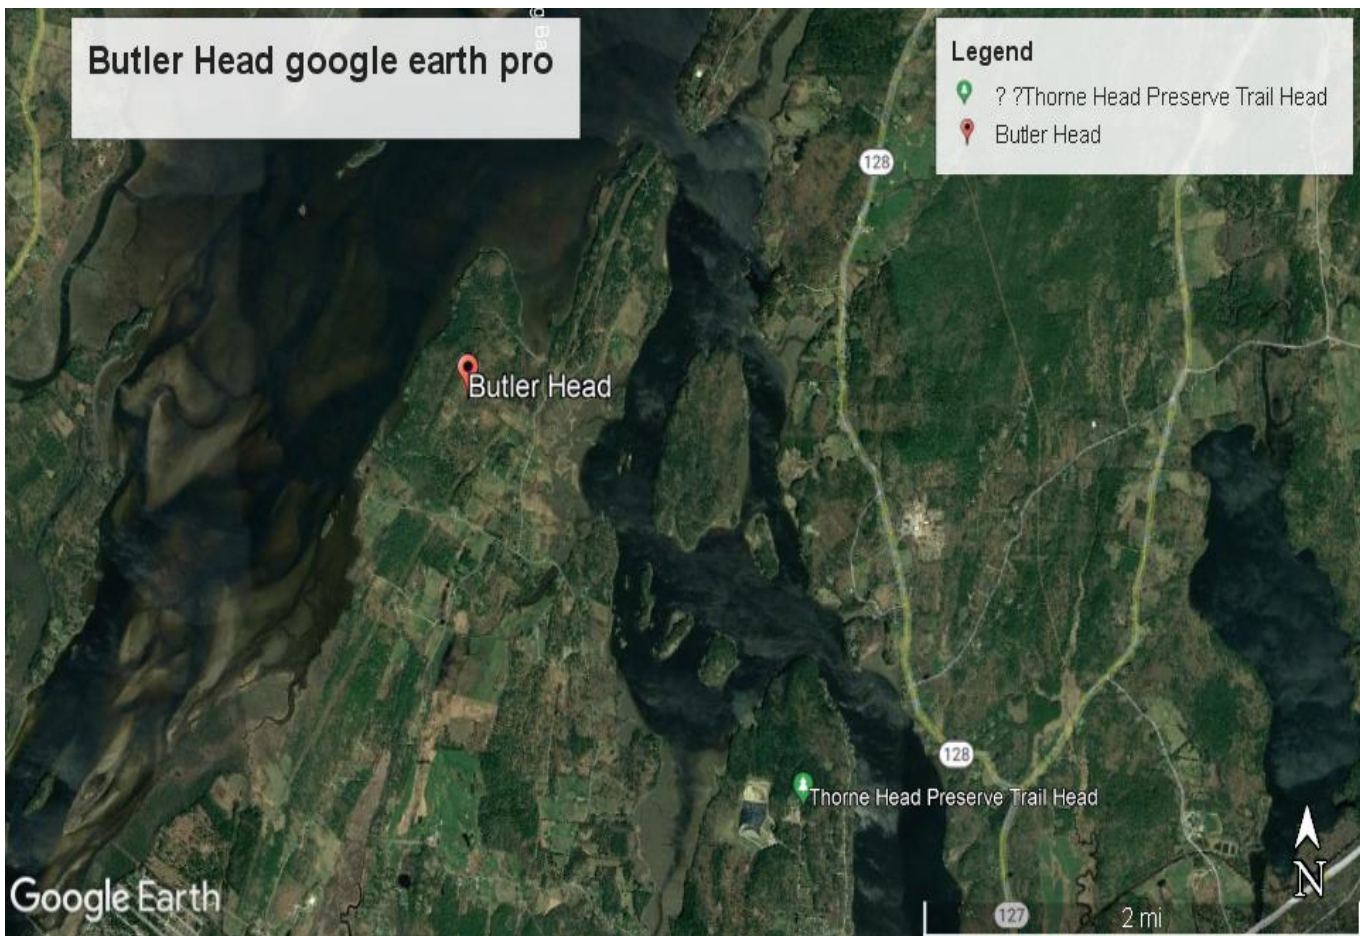 g Ba
Butler Head google earth pro
Legend
? ?Thorne Head Preserve Trail Head
Butler Head
128
Butler Head
128
Thorne Head Preserve Trail Head
Google Earth
N
127
2 mi